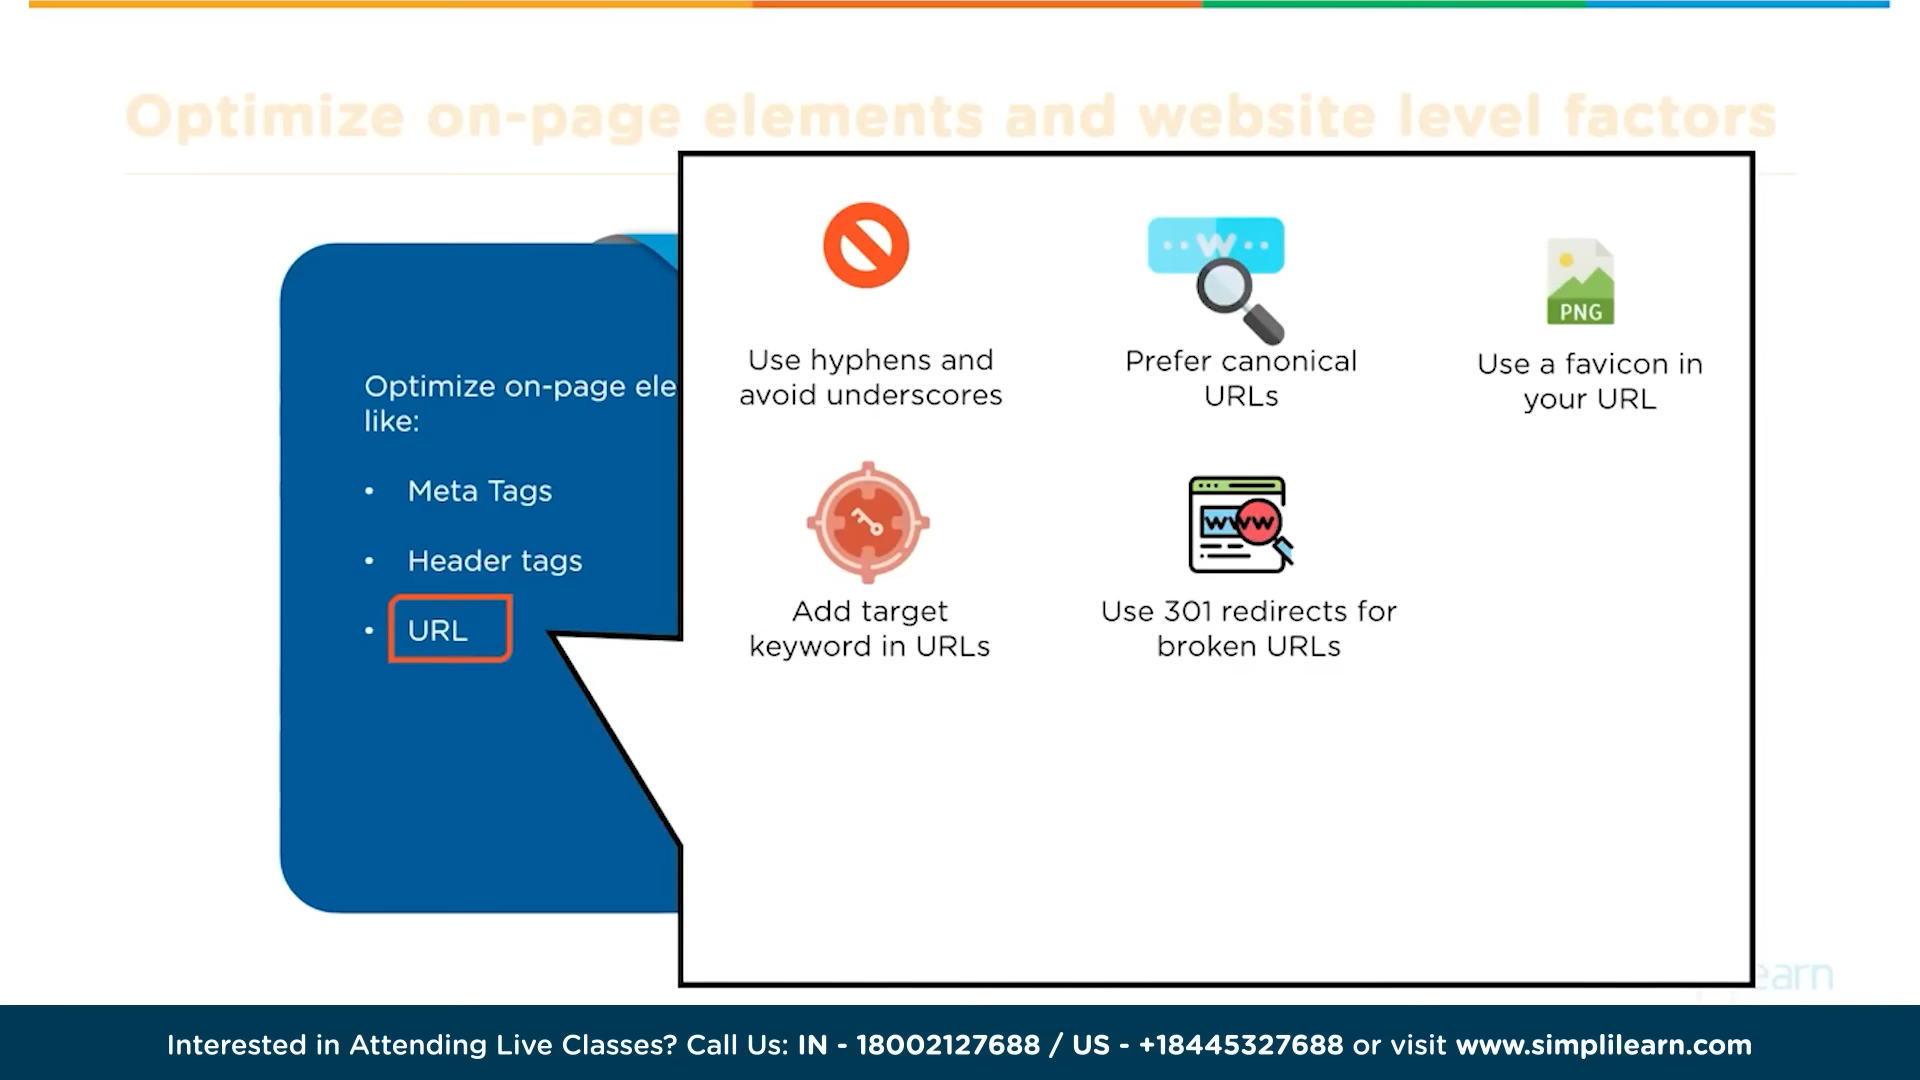 Optimize on-page elements and website level factors
Optimize on-page ele
like:
• Meta Tags
• Header tags
• URL
Use hyphens and
avoid underscores
W
Prefer canonical
URLs
PNG
Use a favicon in
your URL
Add target
keyword in URLs
WWW
Use 301 redirects for
broken URLs
earn
Interested in Attending Live Classes? Call Us: IN - 18002127688 / US - +18445327688 or visit www.simplilearn.com